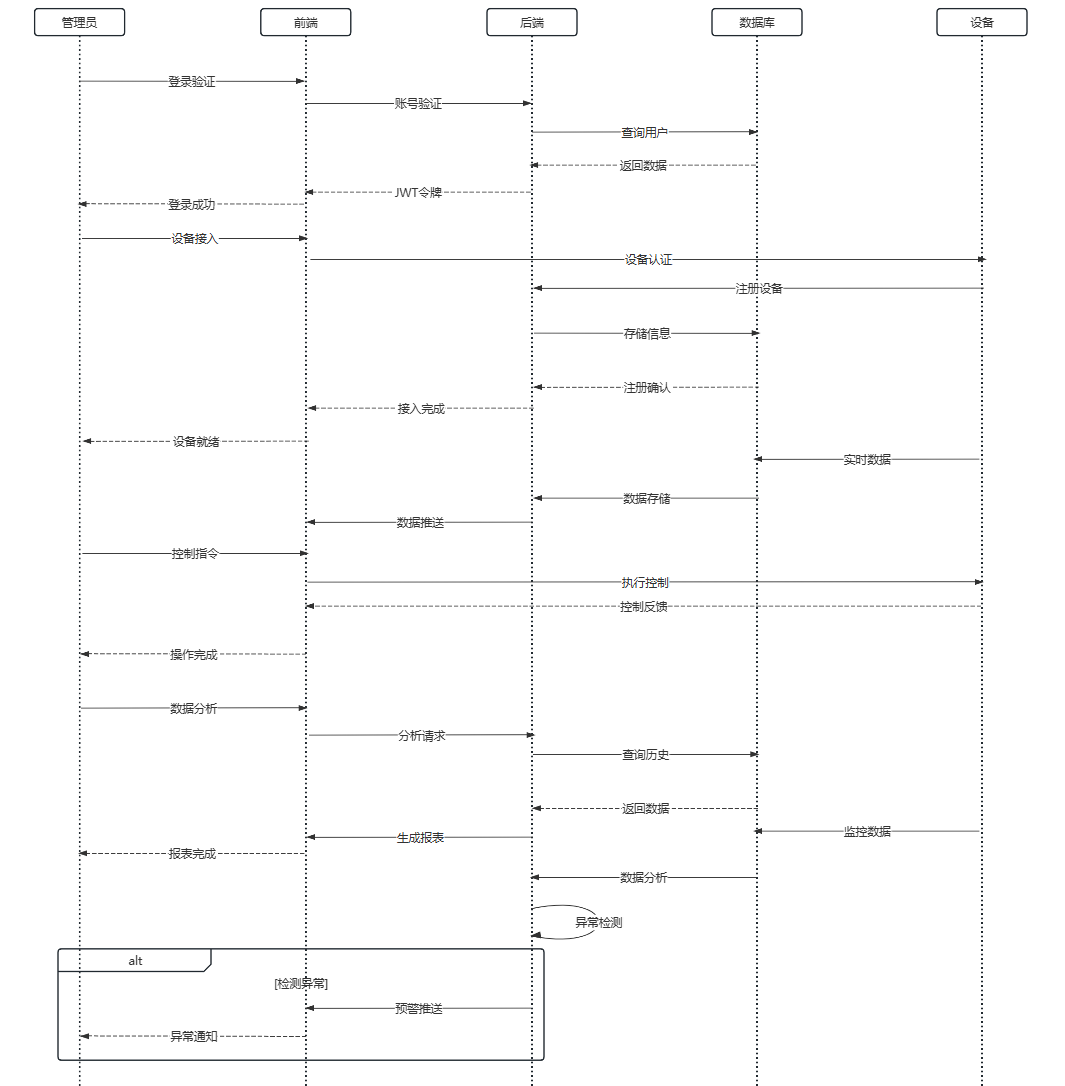 管理员
前端
后端
数据库
设备
登录验证
账号验证
查询用户
返回数据
JWT令牌
登录成功
设备接入
设备认证
注册设备
存储信息
注册确认
接入完成
设备就绪
实时数据
数据存储
数据推送
控制指令
执行控制
控制反馈
操作完成
数据分析
分析请求
查询历史
返回数据
监控数据
生成报表
报表完成
数据分析
异常检测
alt
[检测异常]
预警推送
异常通知